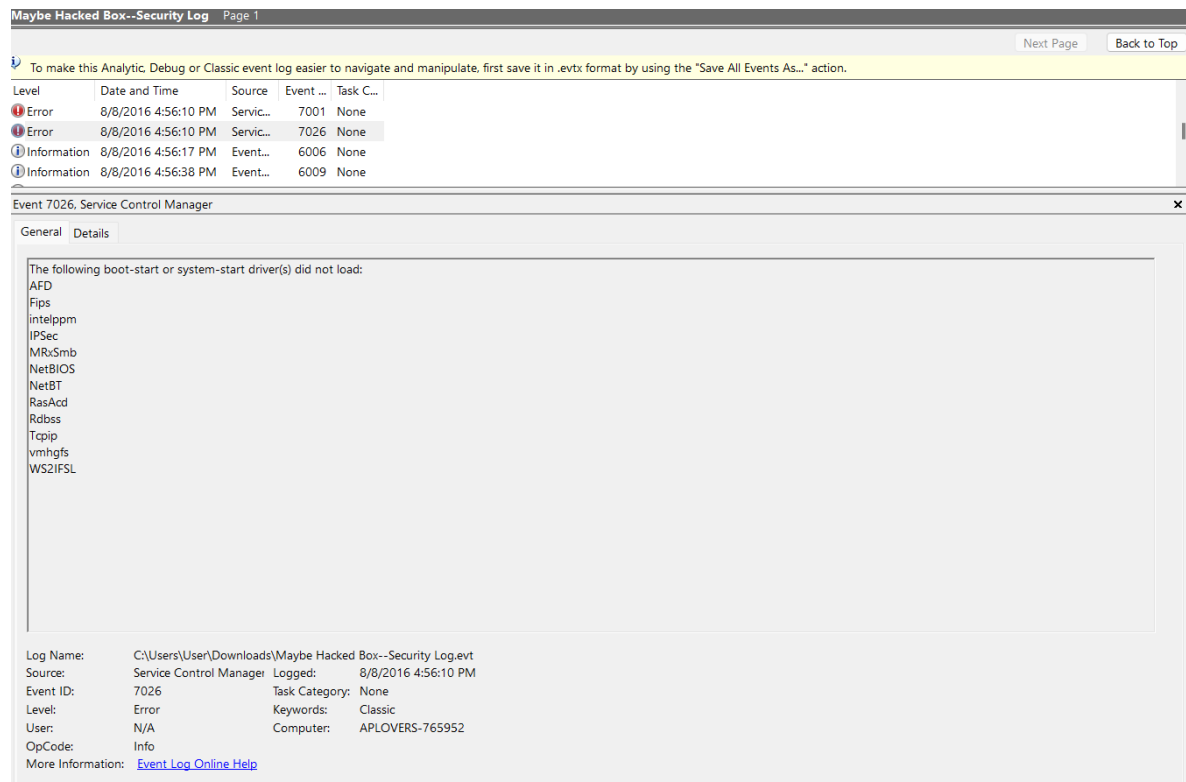 Maybe Hacked Box--Security Log Page 1
Next Page Back to Top
To make this Analytic, Debug or Classic event log easier to navigate and manipulate, first save it in .evtx format by using the "Save All Events As..." action.
Level Date and Time Source Event ... Task C...
Error 8/8/2016 4:56:10 PM Servic... 7001 None
Error 8/8/2016 4:56:10 PM Servic... 7026 None
Information 8/8/2016 4:56:17 PM Event... 6006 None
Information 8/8/2016 4:56:38 PM Event... 6009 None
Event 7026, Service Control Manager
General Details
The following boot-start or system-start driver(s) did not load:
AFD
Fips
intelppm
IPSec
MRxSmb
NetBIOS
NetBT
RasAcd
Rdbss
Tcpip
vmhgfs
WS2IFSL
Log Name: C:\Users\User\Downloads\Maybe Hacked Box--Security Log.evt
Source: Service Control Manager Logged: 8/8/2016 4:56:10 PM
Event ID: 7026 Task Category: None
Level: Error Keywords: Classic
User: N/A Computer: APLOVERS-765952
OpCode: Info
More Information: Event Log Online Help